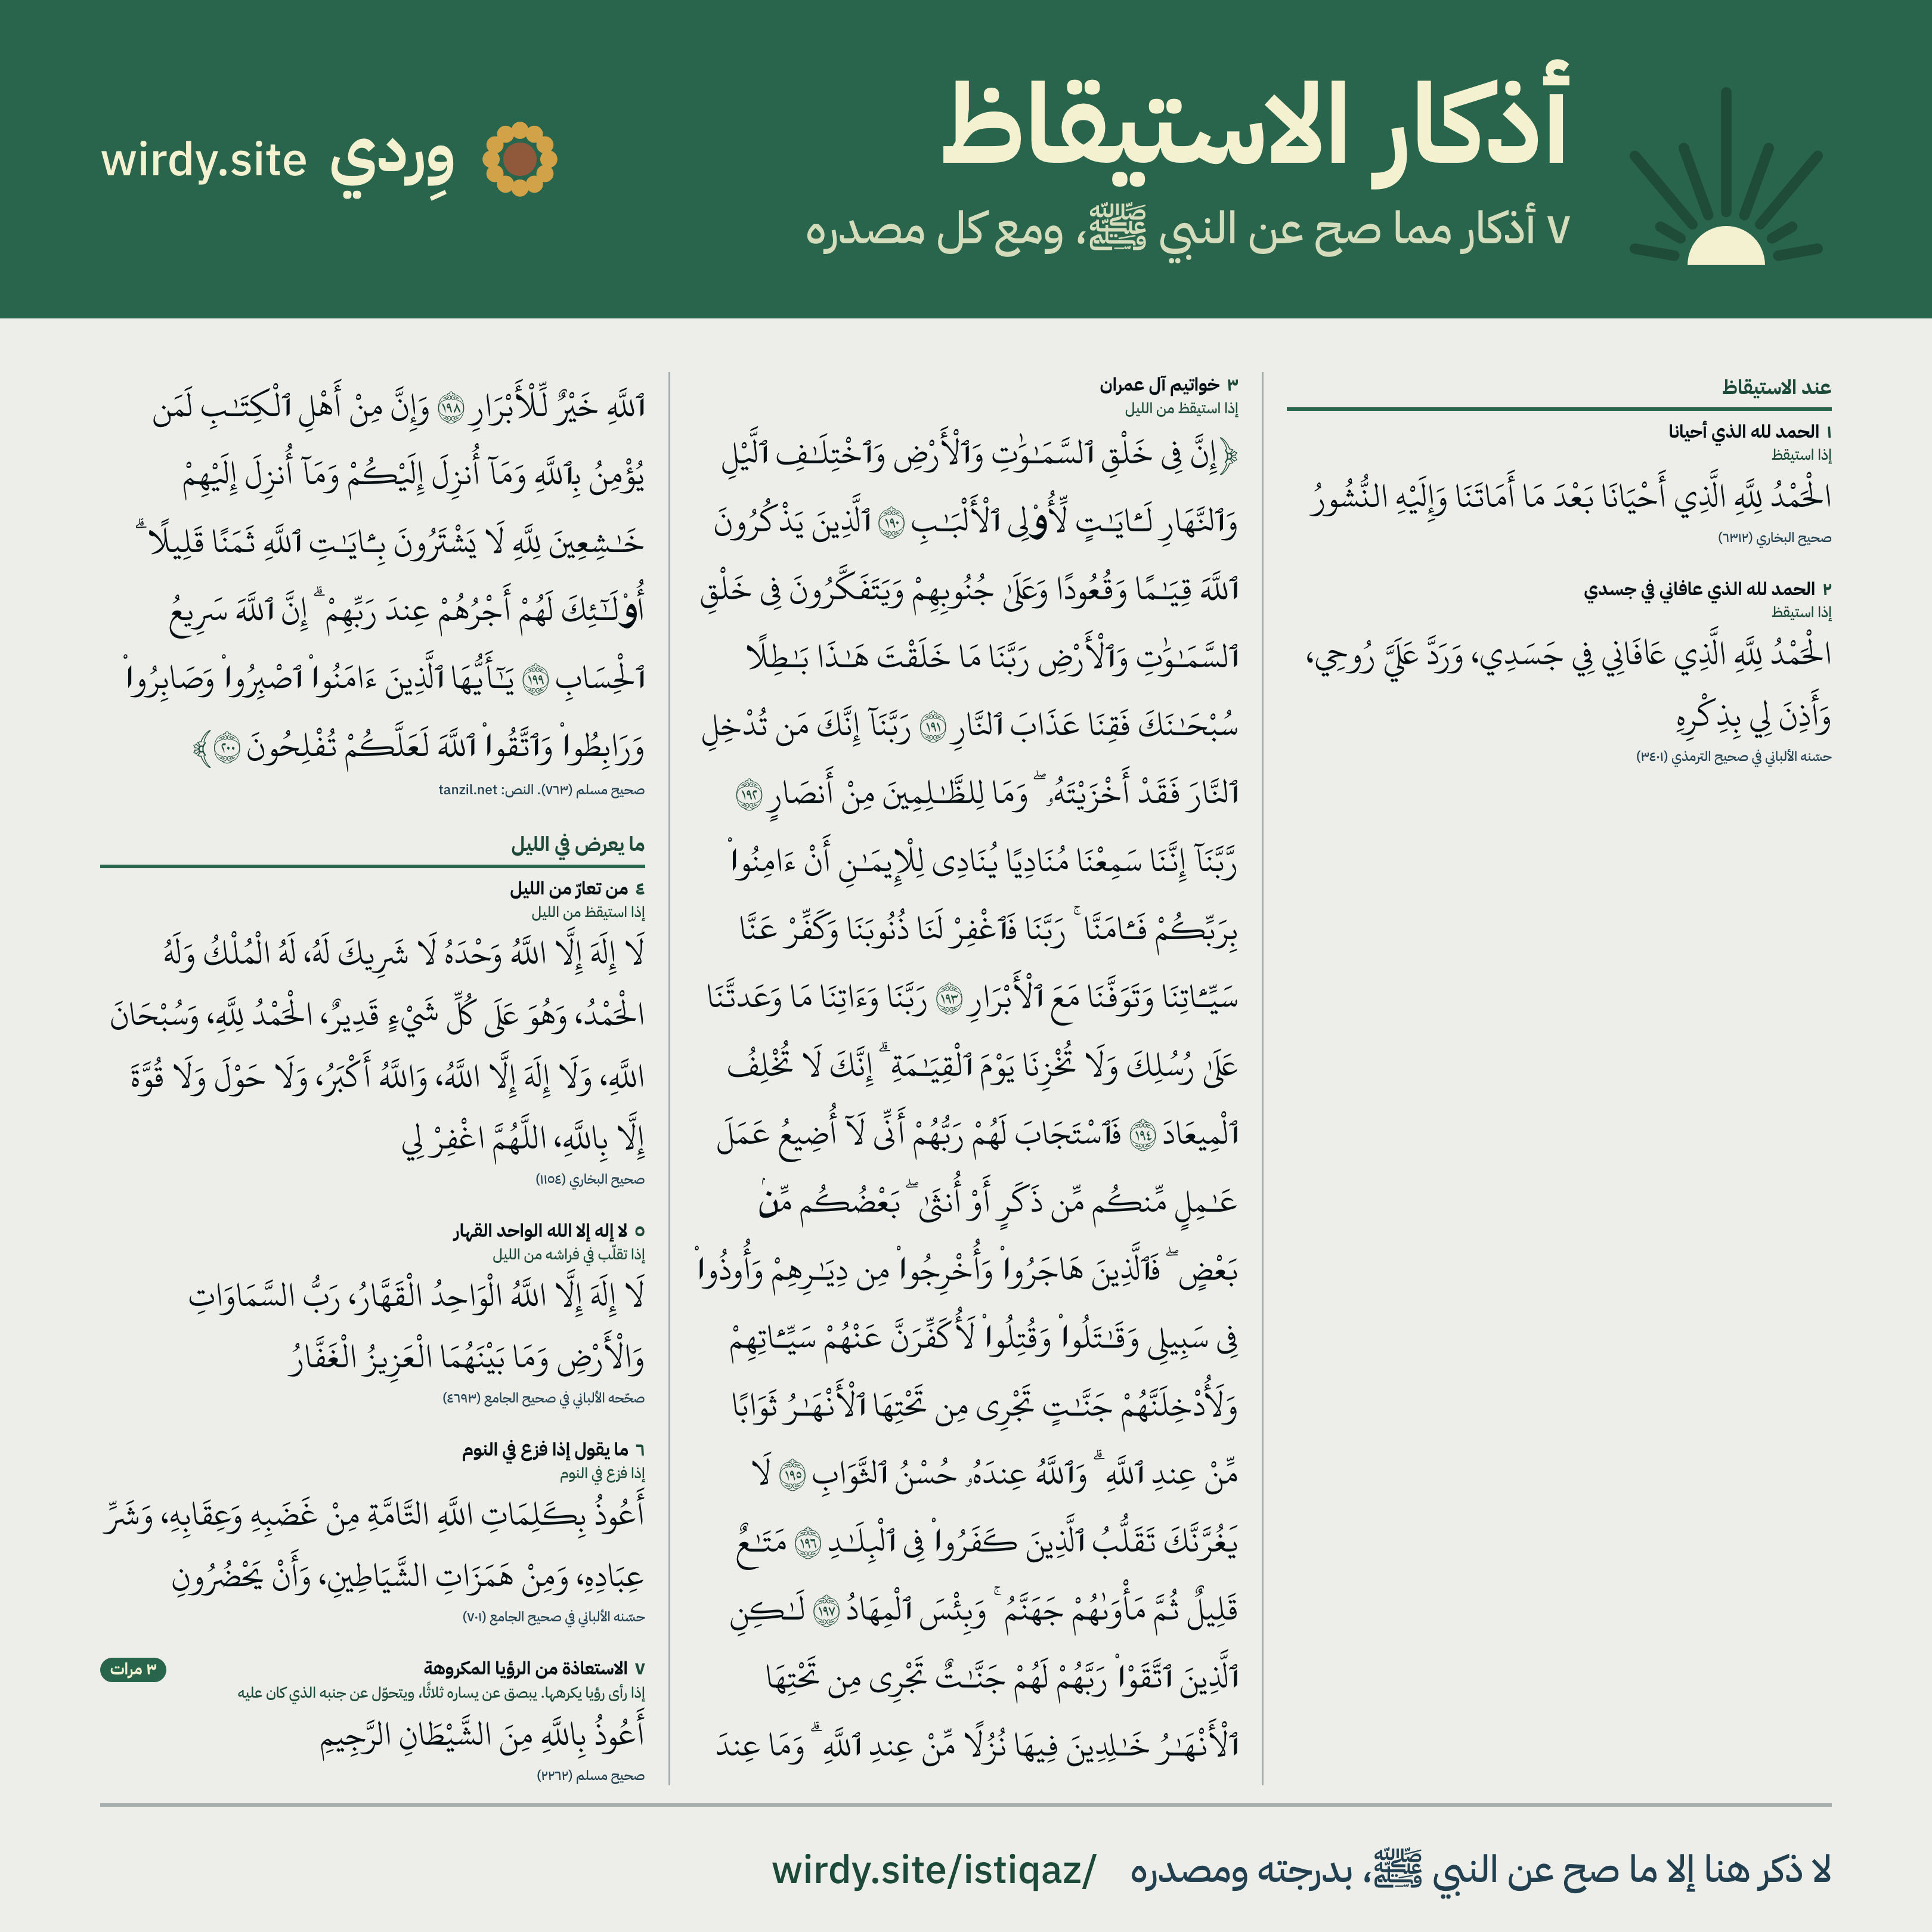 أذكار الاستيقاظ
٧ أذكار مما صح عن النبي ﷺ، ومع كل مصدره
وِردي wirdy.site
عند الاستيقاظ
١ الحمد لله الذي أحيانا
إذا استيقظ
الْحَمْدُ لِلَّهِ الَّذِي أَحْيَانَا بَعْدَ مَا أَمَاتَنَا وَإِلَيْهِ النُّشُورُ
صحيح البخاري (٦٣١٢)
٢ الحمد لله الذي عافاني في جسدي
إذا استيقظ
الْحَمْدُ لِلَّهِ الَّذِي عَافَانِي فِي جَسَدِي، وَرَدَّ عَلَيَّ رُوحِي،
وَأَذِنَ لِي بِذِكْرِهِ
حسّنه الألباني في صحيح الترمذي (٣٤٠١)
٣ خواتيم آل عمران
إذا استيقظ من الليل
﴿إِنَّ فِى خَلْقِ ٱلسَّمَـٰوَٰتِ وَٱلْأَرْضِ وَٱخْتِلَـٰفِ ٱلَّيْلِ
وَٱلنَّهَارِ لَـَٔايَـٰتٍ لِّأُو۟لِى ٱلْأَلْبَـٰبِ ١٩٠ ٱلَّذِينَ يَذْكُرُونَ
ٱللَّهَ قِيَـٰمًا وَقُعُودًا وَعَلَىٰ جُنُوبِهِمْ وَيَتَفَكَّرُونَ فِى خَلْقِ
ٱلسَّمَـٰوَٰتِ وَٱلْأَرْضِ رَبَّنَا مَا خَلَقْتَ هَـٰذَا بَـٰطِلًا
سُبْحَـٰنَكَ فَقِنَا عَذَابَ ٱلنَّارِ ١٩١ رَبَّنَآ إِنَّكَ مَن تُدْخِلِ
ٱلنَّارَ فَقَدْ أَخْزَيْتَهُۥ ۖ وَمَا لِلظَّـٰلِمِينَ مِنْ أَنصَارٍ ١٩٢
رَّبَّنَآ إِنَّنَا سَمِعْنَا مُنَادِيًا يُنَادِى لِلْإِيمَـٰنِ أَنْ ءَامِنُوا۟
بِرَبِّكُمْ فَـَٔامَنَّا ۚ رَبَّنَا فَٱغْفِرْ لَنَا ذُنُوبَنَا وَكَفِّرْ عَنَّا
سَيِّـَٔاتِنَا وَتَوَفَّنَا مَعَ ٱلْأَبْرَارِ ١٩٣ رَبَّنَا وَءَاتِنَا مَا وَعَدتَّنَا
عَلَىٰ رُسُلِكَ وَلَا تُخْزِنَا يَوْمَ ٱلْقِيَـٰمَةِ ۗ إِنَّكَ لَا تُخْلِفُ
ٱلْمِيعَادَ ١٩٤ فَٱسْتَجَابَ لَهُمْ رَبُّهُمْ أَنِّى لَآ أُضِيعُ عَمَلَ
عَـٰمِلٍ مِّنكُم مِّن ذَكَرٍ أَوْ أُنثَىٰ ۖ بَعْضُكُم مِّنۢ
بَعْضٍ ۖ فَٱلَّذِينَ هَاجَرُوا۟ وَأُخْرِجُوا۟ مِن دِيَـٰرِهِمْ وَأُوذُوا۟
فِى سَبِيلِى وَقَـٰتَلُوا۟ وَقُتِلُوا۟ لَأُكَفِّرَنَّ عَنْهُمْ سَيِّـَٔاتِهِمْ
وَلَأُدْخِلَنَّهُمْ جَنَّـٰتٍ تَجْرِى مِن تَحْتِهَا ٱلْأَنْهَـٰرُ ثَوَابًا
مِّنْ عِندِ ٱللَّهِ ۗ وَٱللَّهُ عِندَهُۥ حُسْنُ ٱلثَّوَابِ ١٩٥ لَا
يَغُرَّنَّكَ تَقَلُّبُ ٱلَّذِينَ كَفَرُوا۟ فِى ٱلْبِلَـٰدِ ١٩٦ مَتَـٰعٌ
قَلِيلٌ ثُمَّ مَأْوَىٰهُمْ جَهَنَّمُ ۚ وَبِئْسَ ٱلْمِهَادُ ١٩٧ لَـٰكِنِ
ٱلَّذِينَ ٱتَّقَوْا۟ رَبَّهُمْ لَهُمْ جَنَّـٰتٌ تَجْرِى مِن تَحْتِهَا
ٱلْأَنْهَـٰرُ خَـٰلِدِينَ فِيهَا نُزُلًا مِّنْ عِندِ ٱللَّهِ ۗ وَمَا عِندَ
ٱللَّهِ خَيْرٌ لِّلْأَبْرَارِ ١٩٨ وَإِنَّ مِنْ أَهْلِ ٱلْكِتَـٰبِ لَمَن
يُؤْمِنُ بِٱللَّهِ وَمَآ أُنزِلَ إِلَيْكُمْ وَمَآ أُنزِلَ إِلَيْهِمْ
خَـٰشِعِينَ لِلَّهِ لَا يَشْتَرُونَ بِـَٔايَـٰتِ ٱللَّهِ ثَمَنًا قَلِيلًا ۗ
أُو۟لَـٰٓئِكَ لَهُمْ أَجْرُهُمْ عِندَ رَبِّهِمْ ۗ إِنَّ ٱللَّهَ سَرِيعُ
ٱلْحِسَابِ ١٩٩ يَـٰٓأَيُّهَا ٱلَّذِينَ ءَامَنُوا۟ ٱصْبِرُوا۟ وَصَابِرُوا۟
وَرَابِطُوا۟ وَٱتَّقُوا۟ ٱللَّهَ لَعَلَّكُمْ تُفْلِحُونَ ٢٠٠﴾
صحيح مسلم (٧٦٣). النص: tanzil.net
ما يعرض في الليل
٤ من تعارّ من الليل
إذا استيقظ من الليل
لَا إِلَهَ إِلَّا اللَّهُ وَحْدَهُ لَا شَرِيكَ لَهُ، لَهُ الْمُلْكُ وَلَهُ
الْحَمْدُ، وَهُوَ عَلَى كُلِّ شَيْءٍ قَدِيرٌ، الْحَمْدُ لِلَّهِ، وَسُبْحَانَ
اللَّهِ، وَلَا إِلَهَ إِلَّا اللَّهُ، وَاللَّهُ أَكْبَرُ، وَلَا حَوْلَ وَلَا قُوَّةَ
إِلَّا بِاللَّهِ، اللَّهُمَّ اغْفِرْ لِي
صحيح البخاري (١١٥٤)
٥ لا إله إلا الله الواحد القهار
إذا تقلّب في فراشه من الليل
لَا إِلَهَ إِلَّا اللَّهُ الْوَاحِدُ الْقَهَّارُ، رَبُّ السَّمَاوَاتِ
وَالْأَرْضِ وَمَا بَيْنَهُمَا الْعَزِيزُ الْغَفَّارُ
صحّحه الألباني في صحيح الجامع (٤٦٩٣)
٦ ما يقول إذا فزع في النوم
إذا فزع في النوم
أَعُوذُ بِكَلِمَاتِ اللَّهِ التَّامَّةِ مِنْ غَضَبِهِ وَعِقَابِهِ، وَشَرِّ
عِبَادِهِ، وَمِنْ هَمَزَاتِ الشَّيَاطِينِ، وَأَنْ يَحْضُرُونِ
حسّنه الألباني في صحيح الجامع (٧٠١)
٧ الاستعاذة من الرؤيا المكروهة ٣ مرات
إذا رأى رؤيا يكرهها. يبصق عن يساره ثلاثًا، ويتحوّل عن جنبه الذي كان عليه
أَعُوذُ بِاللَّهِ مِنَ الشَّيْطَانِ الرَّجِيمِ
صحيح مسلم (٢٢٦٢)
لا ذكر هنا إلا ما صح عن النبي ﷺ، بدرجته ومصدره wirdy.site/istiqaz/